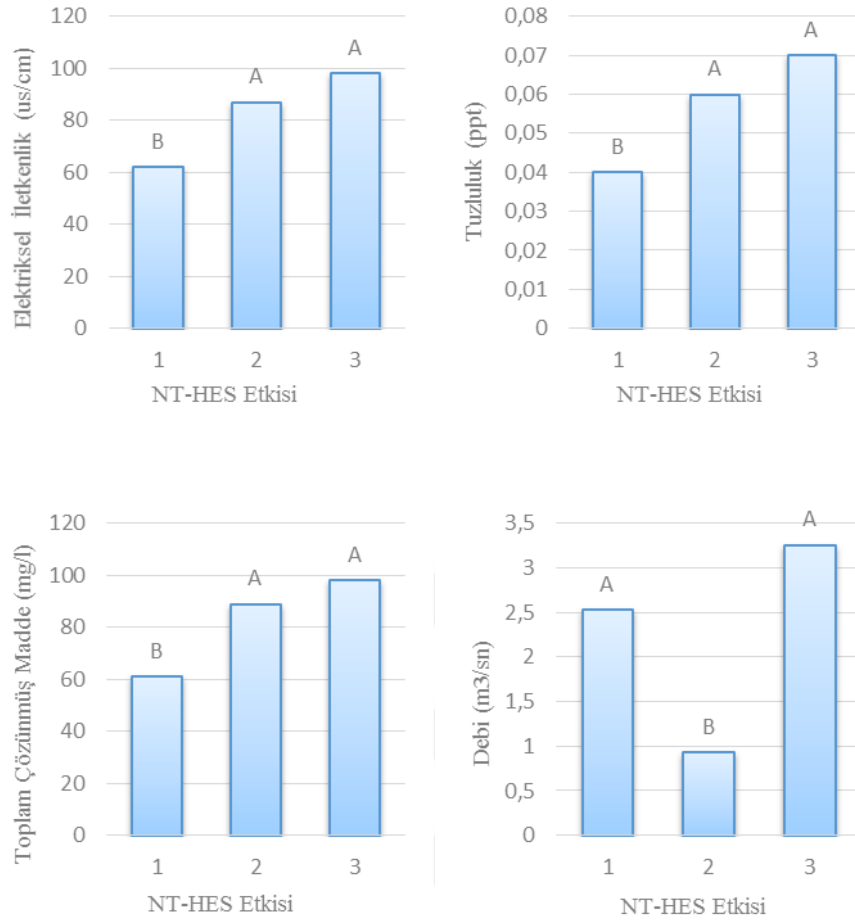 Elektriksel İletkenlik (us/cm)
120
100
80
60
40
20
0
B
A
A
1 2 3
NT-HES Etkisi
Tuzluluk (ppt)
0,08
0,07
0,06
0,05
0,04
0,03
0,02
0,01
0
B
A
A
1 2 3
NT-HES Etkisi
Toplam Çözünmüş Madde (mg/l)
120
100
80
60
40
20
0
B
A
A
1 2 3
NT-HES Etkisi
Debi (m3/sn)
3,5
3
2,5
2
1,5
1
0,5
0
A
B
A
1 2 3
NT-HES Etkisi